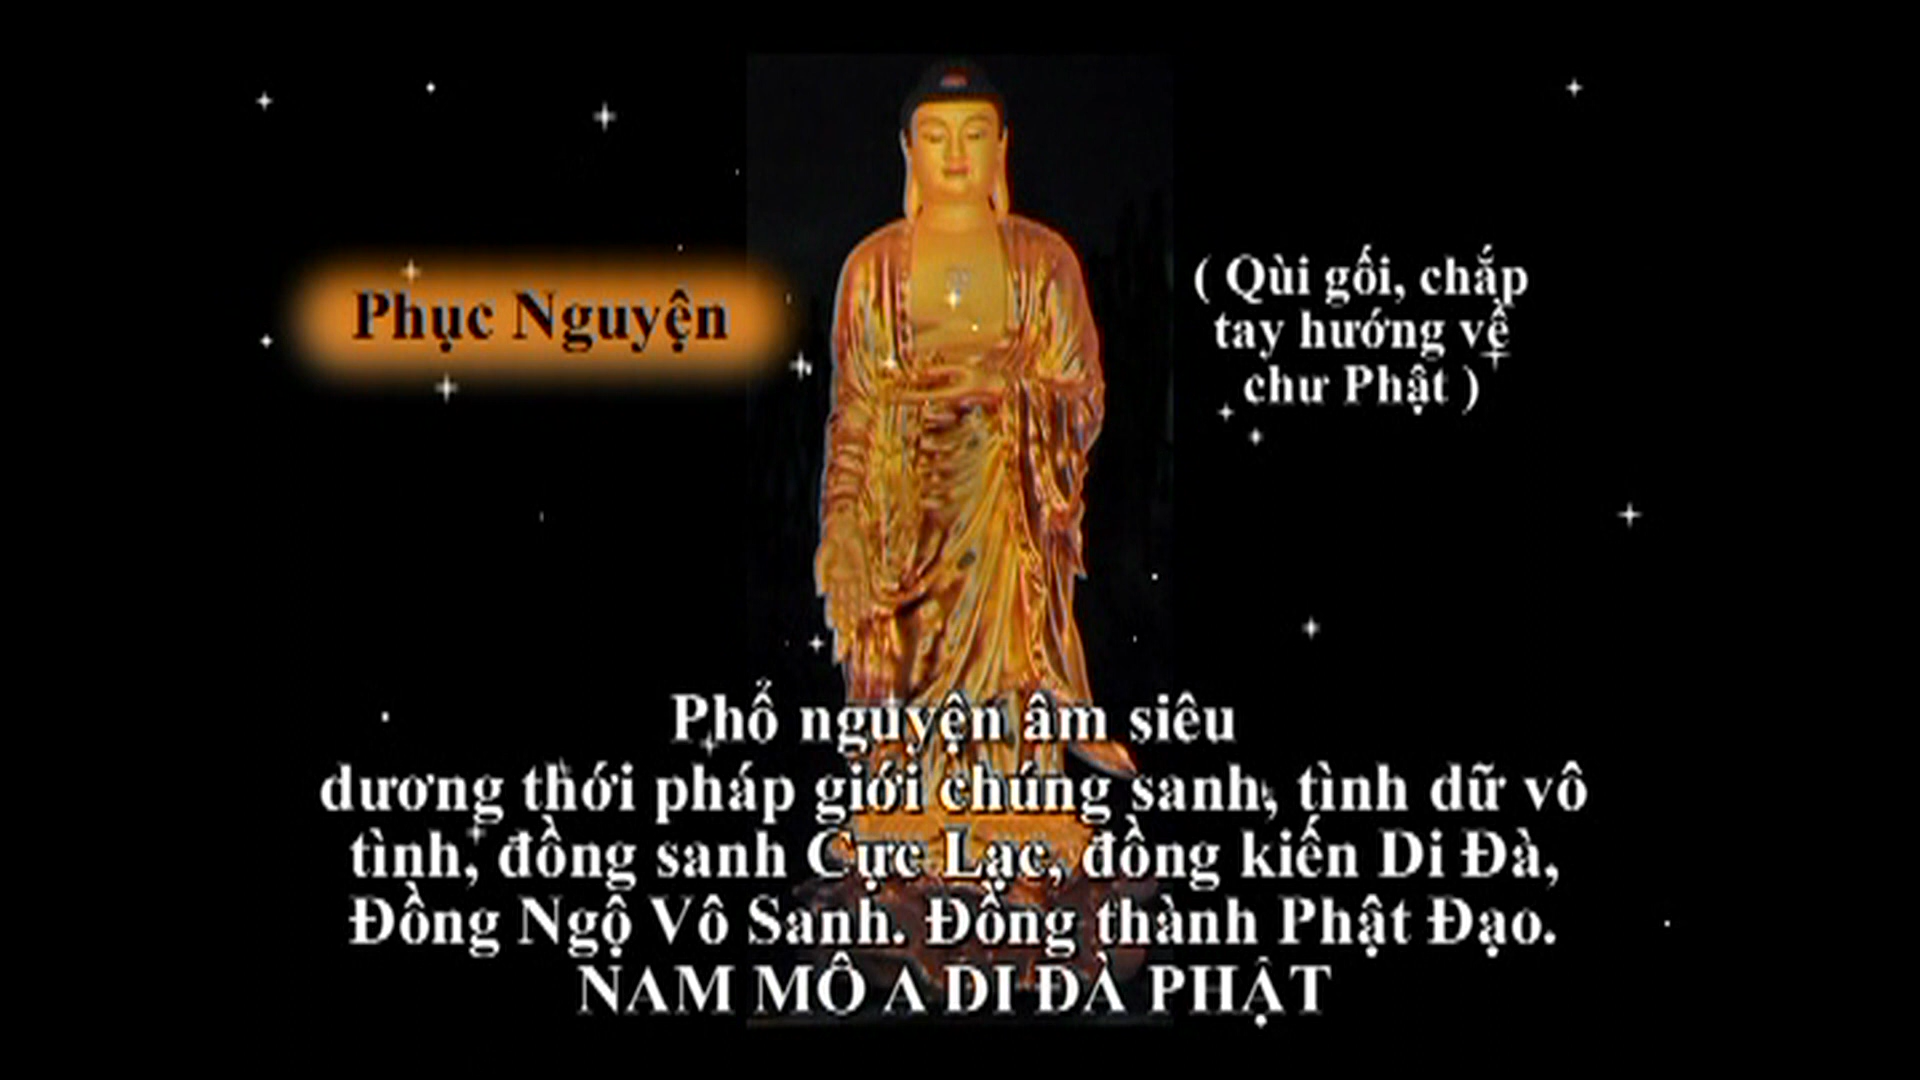 Phục Nguyện
( Qùi gối, chắp
tay hướng về
chư Phật )
Phổ nguyện âm siêu
dương thới pháp giới chúng sanh, tình dữ vô
tình, đồng sanh Cực Lạc, đồng kiến Di Đà,
Đồng Ngộ Vô Sanh. Đồng thành Phật Đạo.
NAM MÔ A DI ĐÀ PHẬT